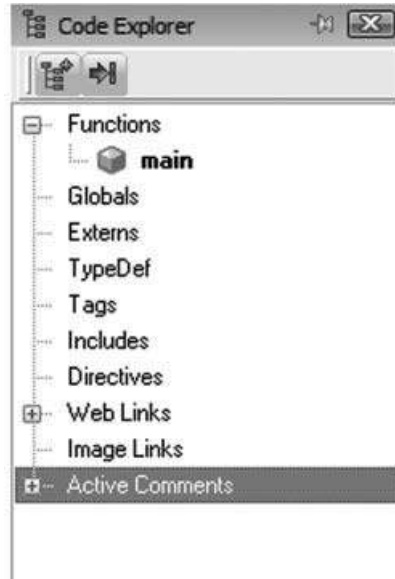 Code Explorer
Functions
main
Globals
Externs
TypeDef
Tags
Includes
Directives
Web Links
Image Links
Active Comments